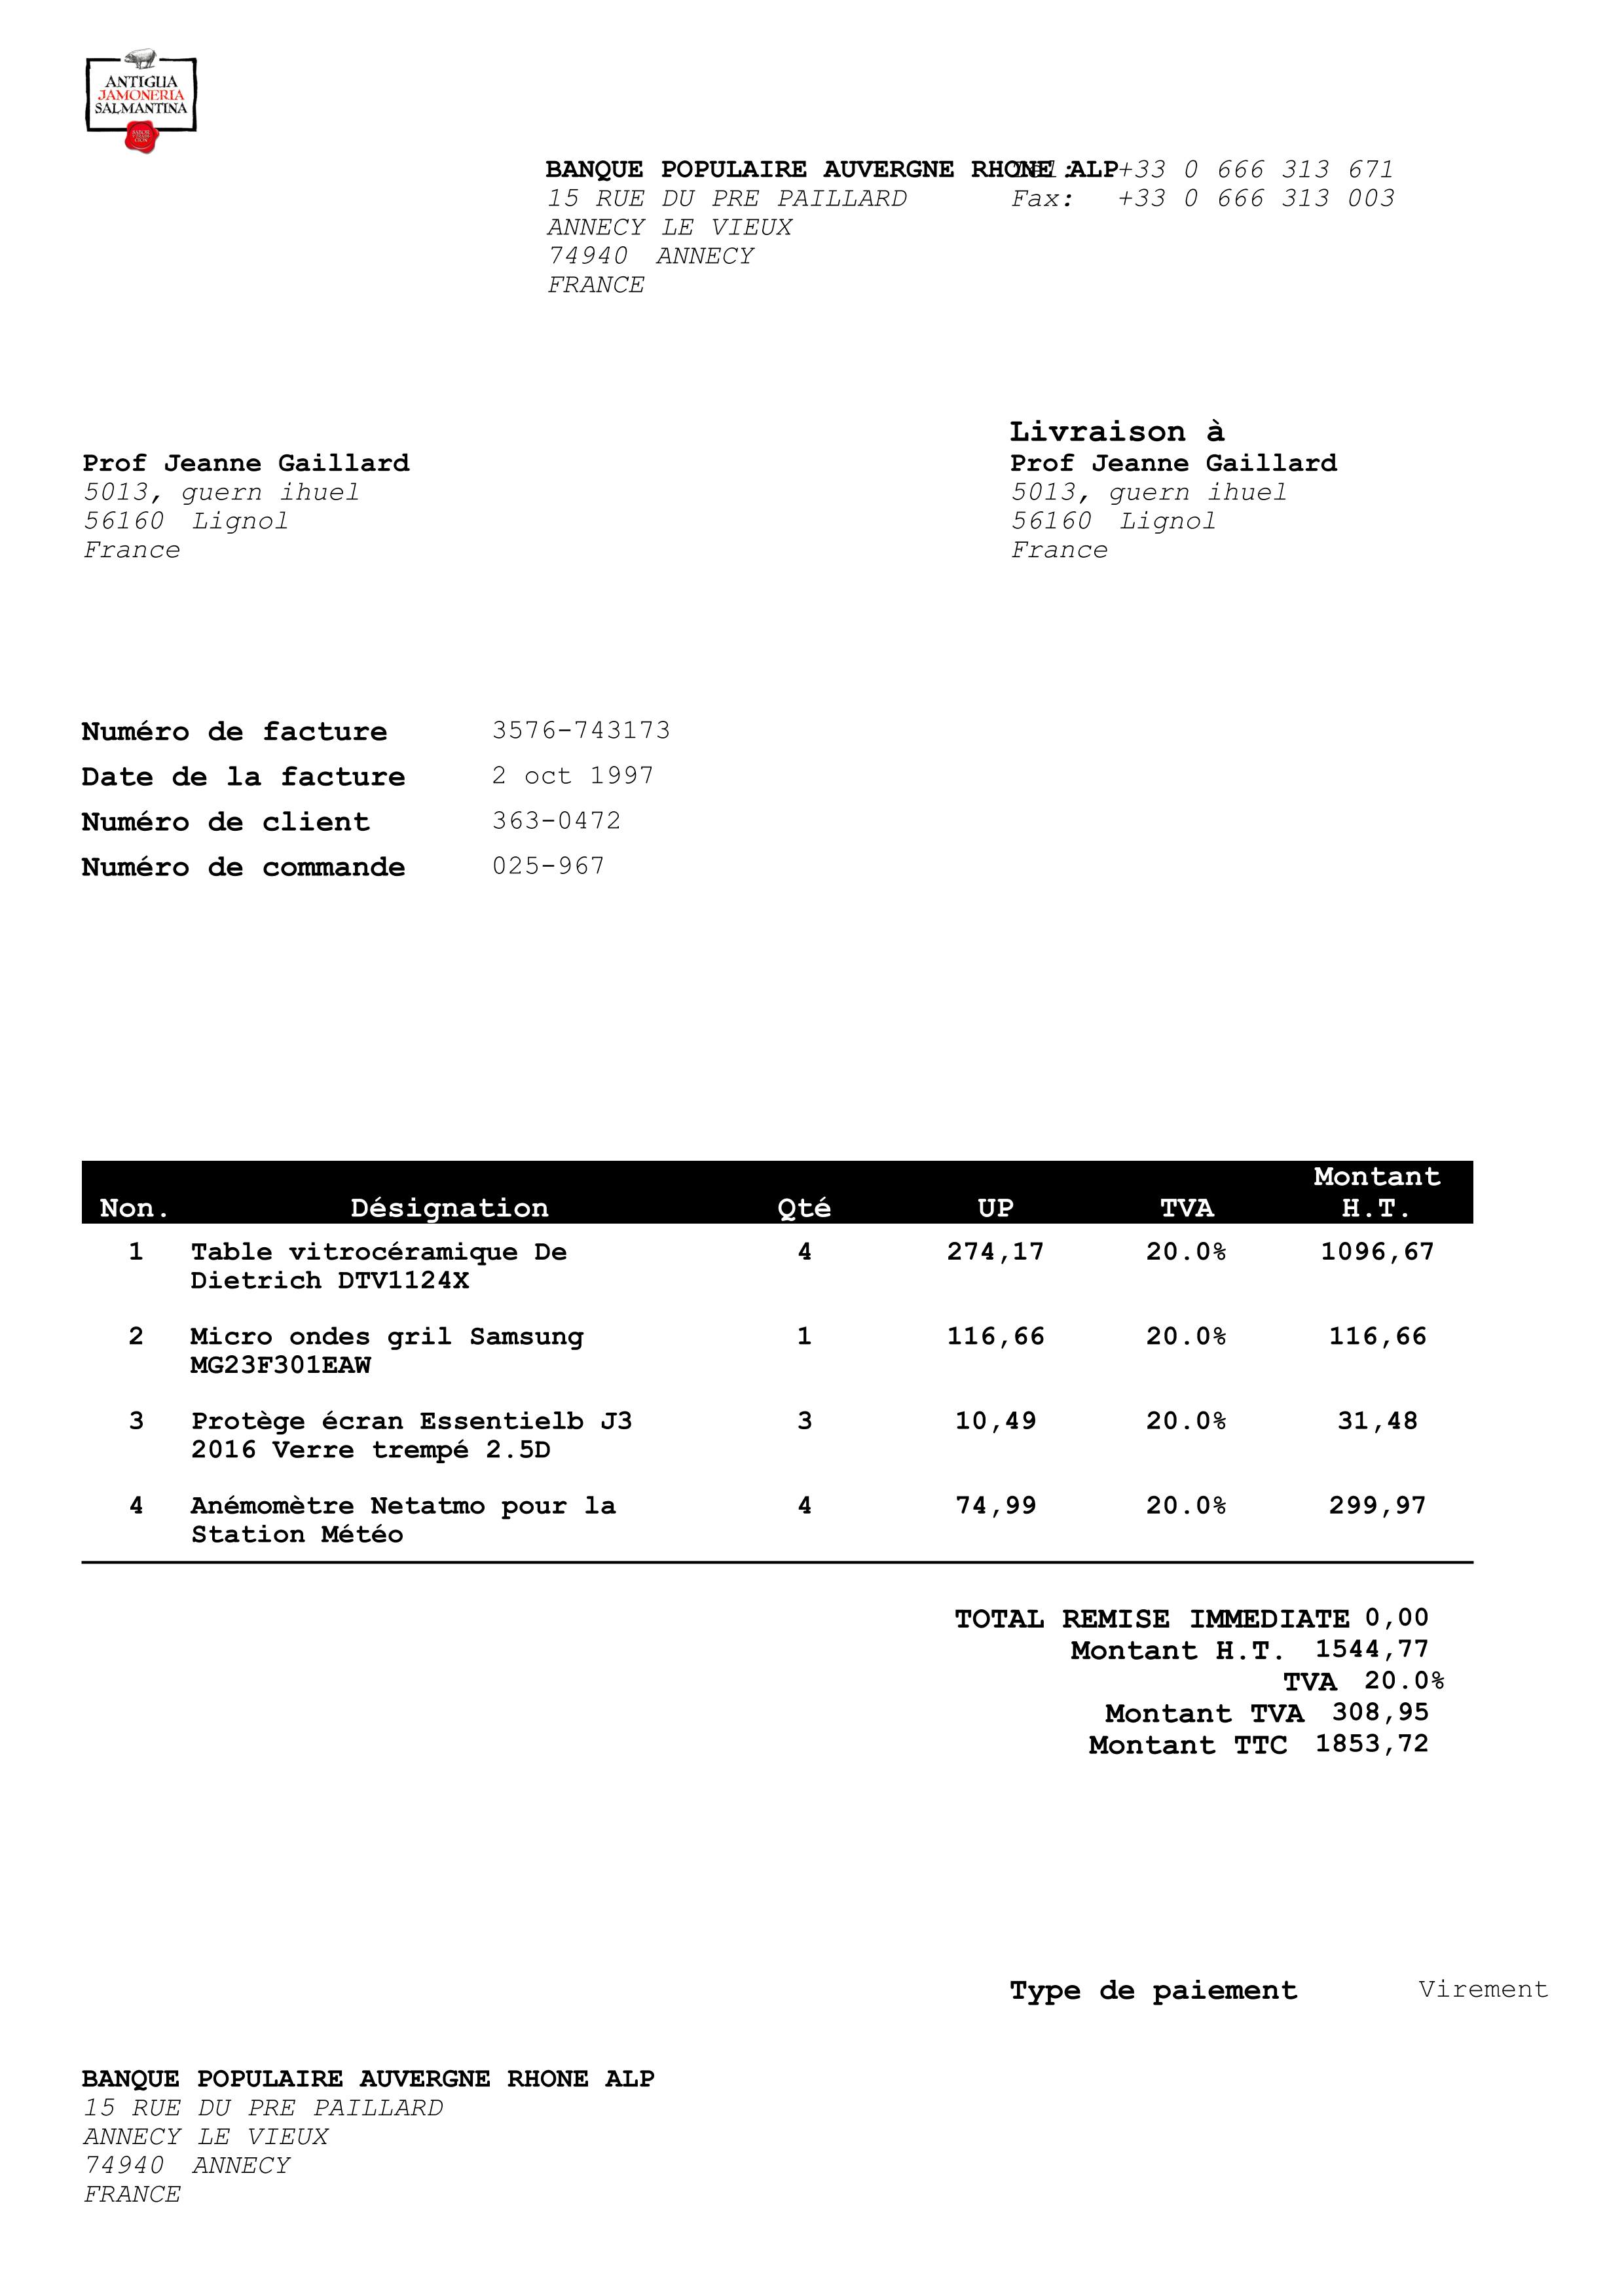 ANTIGUA
JAMONERIA
SALMANTINA
BANQUE POPULAIRE AUVERGNE RHONE ALP Tel: +33 0 666 313 671
15 RUE DU PRE PAILLARD Fax: +33 0 666 313 003
ANNECY LE VIEUX
74940 ANNECY
FRANCE
Livraison à
Prof Jeanne Gaillard Prof Jeanne Gaillard
5013, guern ihuel 5013, guern ihuel
56160 Lignol 56160 Lignol
France France
Numéro de facture 3576-743173
Date de la facture 2 oct 1997
Numéro de client 363-0472
Numéro de commande 025-967
Montant
Non. Désignation Qté UP TVA H.T.
1 Table vitrocéramique De 4 274,17 20.0% 1096,67
Dietrich DTV1124X
2 Micro ondes gril Samsung 1 116,66 20.0% 116,66
MG23F301EAW
3 Protège écran Essentielb J3 3 10,49 20.0% 31,48
2016 Verre trempé 2.5D
4 Anémomètre Netatmo pour la 4 74,99 20.0% 299,97
Station Météo
TOTAL REMISE IMMEDIATE 0,00
Montant H.T. 1544,77
TVA 20.0%
Montant TVA 308,95
Montant TTC 1853,72
Type de paiement Virement
BANQUE POPULAIRE AUVERGNE RHONE ALP
15 RUE DU PRE PAILLARD
ANNECY LE VIEUX
74940 ANNECY
FRANCE